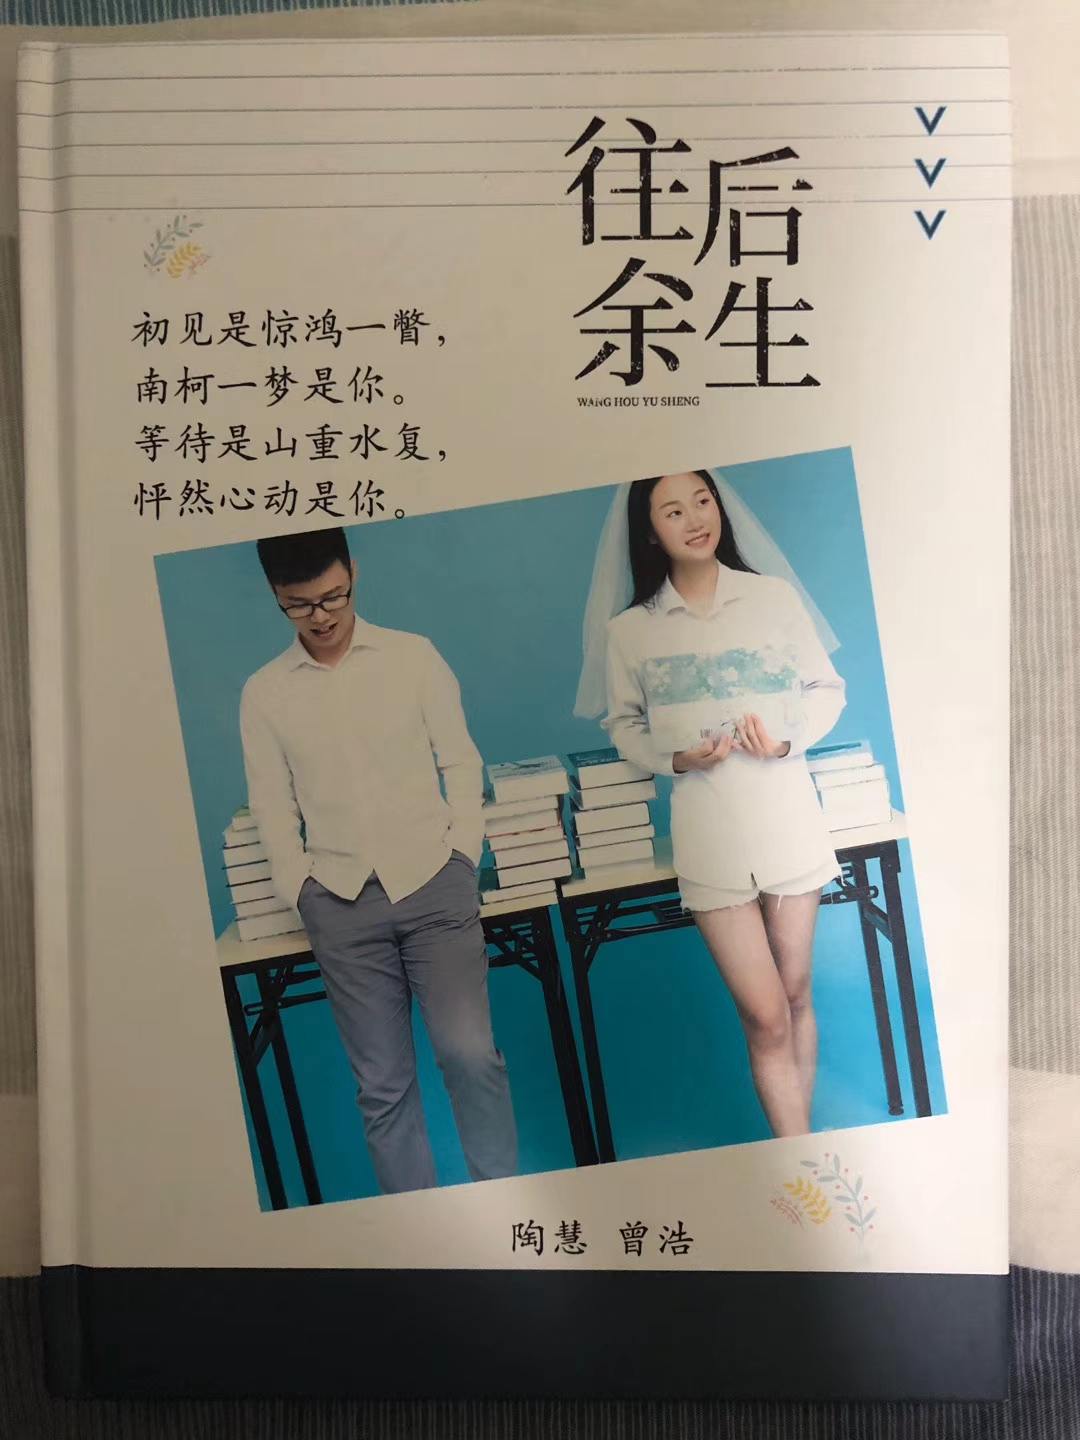 往后
余生
WANG HOU YU SHENG
初见是惊鸿一瞥，
南柯一梦是你。
等待是山重水复，
怦然心动是你。
陶慧 曾浩